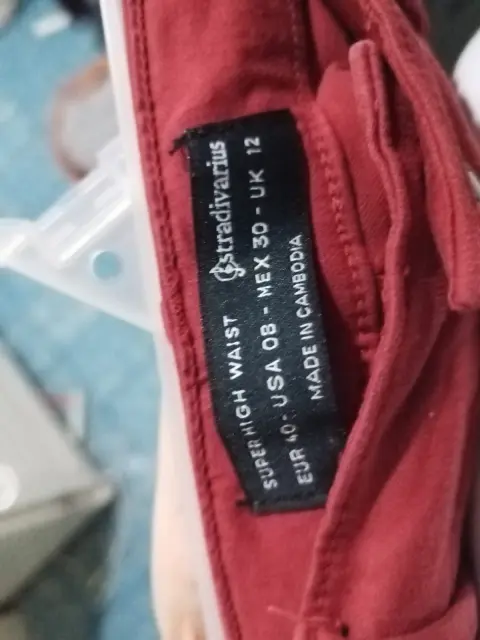 stradivarius
SUPER HIGH WAIST
EUR 40 - USA 08 - MEX 30 - UK 12
MADE IN CAMBODIA